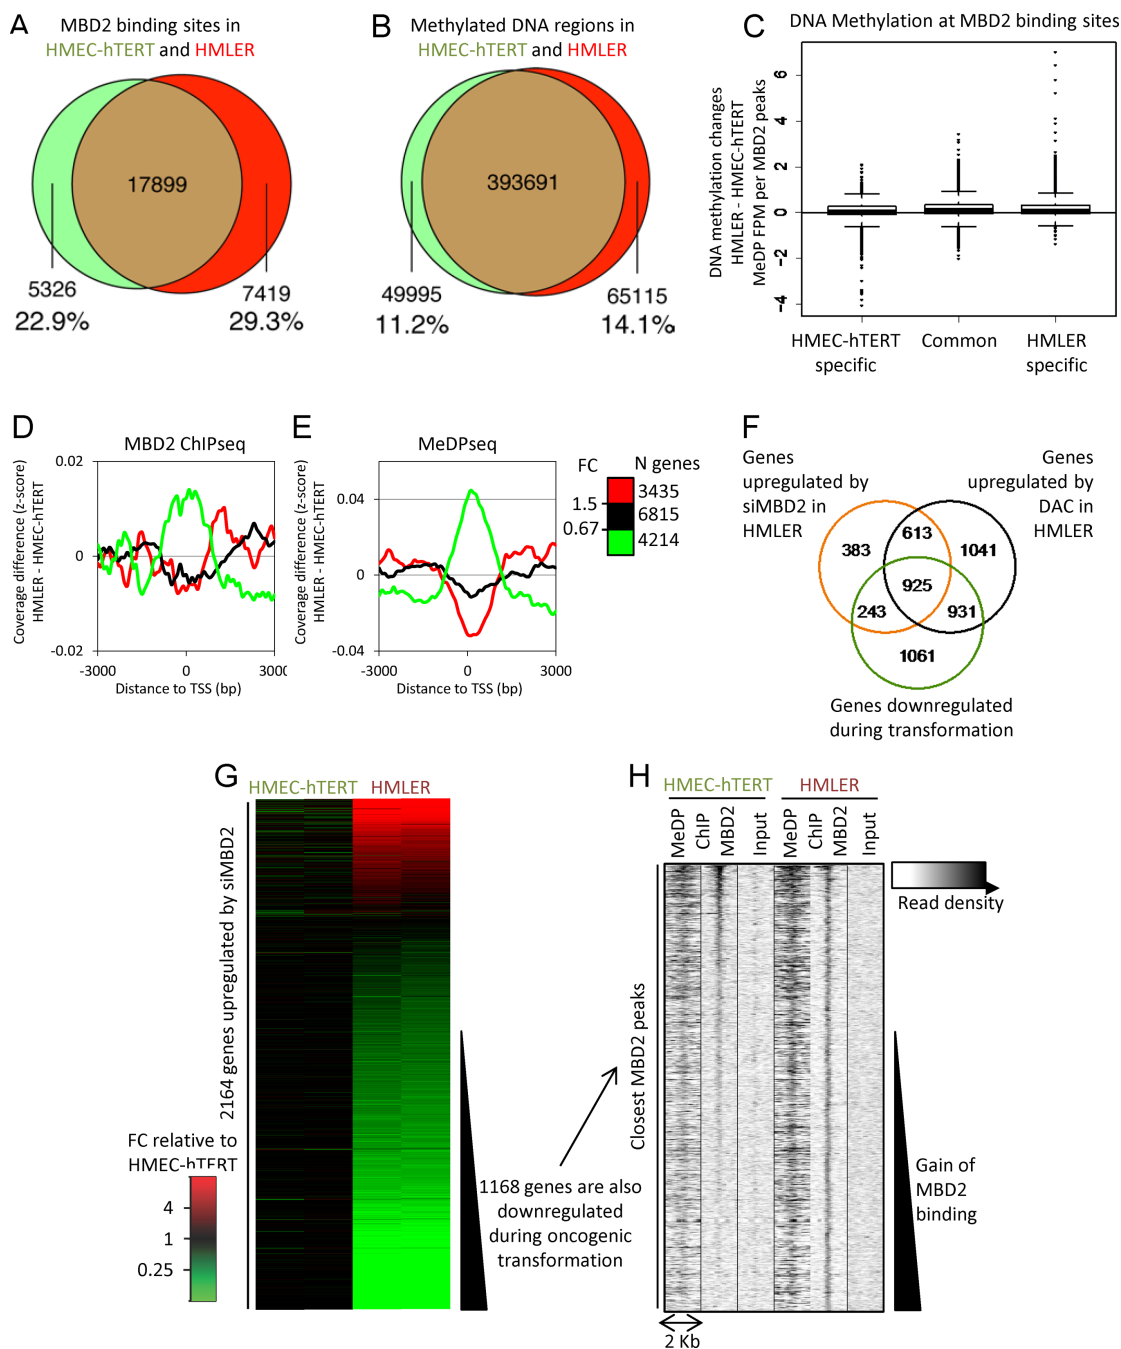 A
MBD2 binding sites in
HMEC-hTERT and HMLER
17899
5326
22.9%
7419
29.3%
B
Methylated DNA regions in
HMEC-hTERT and HMLER
393691
49995
11.2%
65115
14.1%
C
DNA Methylation at MBD2 binding sites
DNA methylation changes
HMLER - HMEC-hTERT
MeDP FPM per MBD2 peaks
6
4
2
0
-2
-4
HMEC-hTERT
specific
Common
HMLER
specific
D
MBD2 ChIPseq
Coverage difference (z-score)
HMLER - HMEC-hTERT
0.02
0
-0.02
-3000
0
3000
Distance to TSS (bp)
E
MeDPseq
Coverage difference (z-score)
HMLER - HMEC-hTERT
0.04
0
-0.04
-3000
0
3000
Distance to TSS (bp)
FC
N genes
1.5
0.67
3435
6815
4214
F
Genes
upregulated by
siMBD2 in
HMLER
Genes
upregulated by
DAC in
HMLER
383
613
1041
925
243
931
1061
Genes downregulated
during transformation
G
HMEC-hTERT
HMLER
2164 genes upregulated by siMBD2
FC relative to
HMEC-hTERT
4
1
0.25
1168 genes are also
downregulated
during oncogenic
transformation
H
HMEC-hTERT
HMLER
MeDP
ChIP
MBD2
Input
MeDP
ChIP
MBD2
Input
Read density
Closest MBD2 peaks
Gain of
MBD2
binding
2 Kb